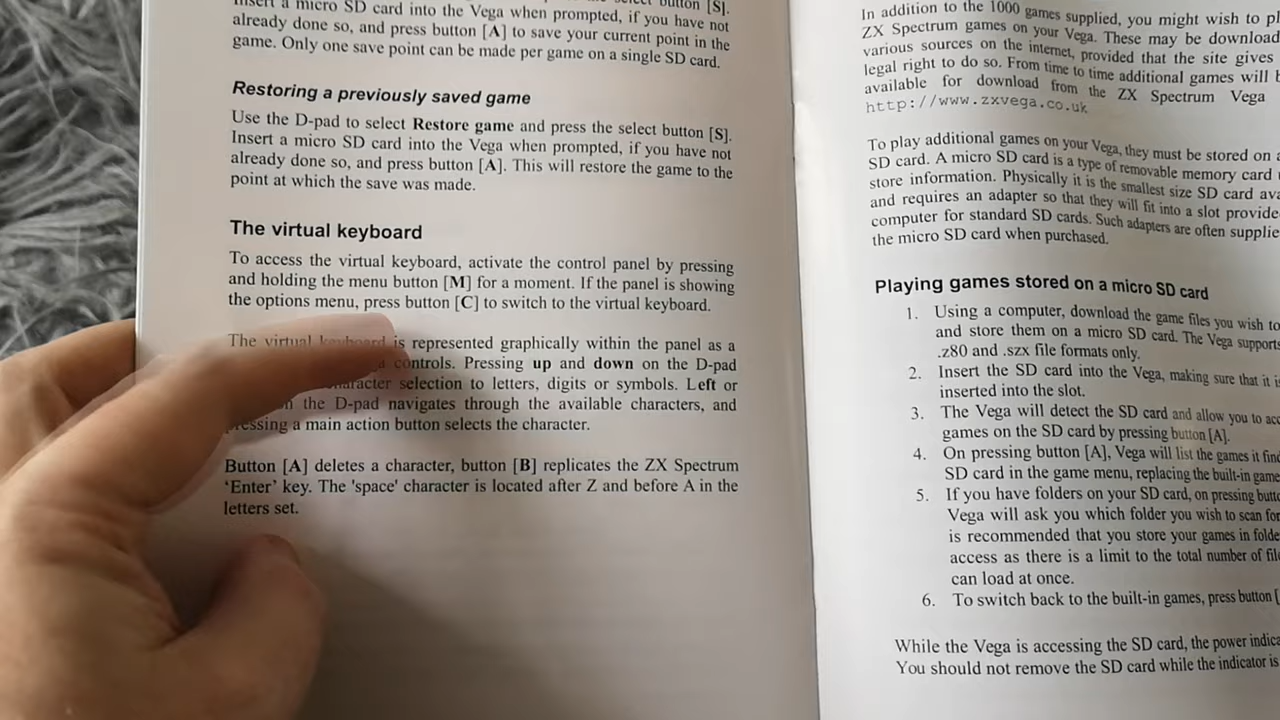 Insert a micro SD card into the Vega when prompted, if you have not
already done so, and press button [A] to save your current point in the
game. Only one save point can be made per game on a single SD card.
Restoring a previously saved game
Use the D-pad to select Restore game and press the select button [S].
Insert a micro SD card into the Vega when prompted, if you have not
already done so, and press button [A]. This will restore the game to the
point at which the save was made.
The virtual keyboard
To access the virtual keyboard, activate the control panel by pressing
and holding the menu button [M] for a moment. If the panel is showing
the options menu, press button [C] to switch to the virtual keyboard.
The virtual keyboard is represented graphically within the panel as a
controls. Pressing up and down on the D-pad
character selection to letters, digits or symbols. Left or
the D-pad navigates through the available characters, and
pressing a main action button selects the character.
Button [A] deletes a character, button [B] replicates the ZX Spectrum
'Enter' key. The 'space' character is located after Z and before A in the
letters set.
In addition to the 1000 games supplied, you might wish to
ZX Spectrum games on your Vega. These may be
various sources on the internet, provided that the site gives
legal right to do so. From time to time additional games will
available for download from the ZX Spectrum Vega
http://www.zxvega.co.uk
To play additional games on your Vega, they must be stored on
SD card. A micro SD card is a type of removable memory card
store information. Physically it is the smallest size SD card
and requires an adapter so that they will fit into a slot
computer for standard SD cards. Such adapters are often
the micro SD card when purchased.
Playing games stored on a micro SD card
1. Using a computer, download the game files you wish to
and store them on a micro SD card. The Vega supports
.z80 and .szx file formats only.
2. Insert the SD card into the Vega, making sure that it is
inserted into the slot.
3. The Vega will detect the SD card and allow you to
games on the SD card by pressing button [A].
4. On pressing button [A], Vega will list the games it
SD card in the game menu, replacing the built-in
5. If you have folders on your SD card, on pressing
Vega will ask you which folder you wish to scan for
is recommended that you store your games in
access as there is a limit to the total number of
can load at once.
6. To switch back to the built-in games, press button [
While the Vega is accessing the SD card, the power
You should not remove the SD card while the indicator is